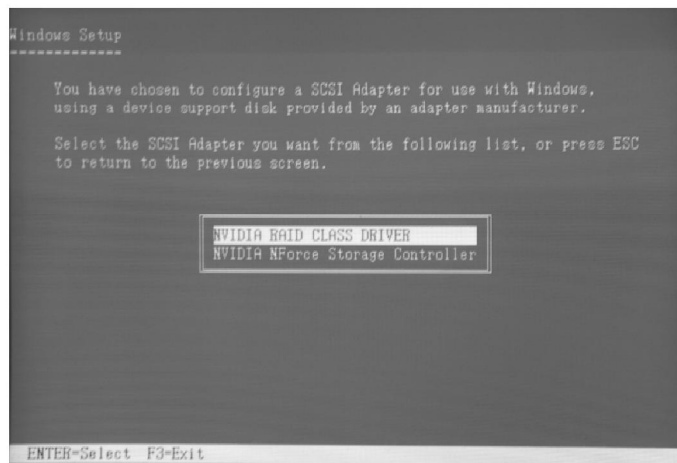 Windows Setup
=============
You have chosen to configure a SCSI Adapter for use with Windows,
using a device support disk provided by an adapter manufacturer.
Select the SCSI Adapter you want from the following list, or press ESC
to return to the previous screen.
NVIDIA RAID CLASS DRIVER
NVIDIA NForce Storage Controller
ENTER=Select F3=Exit